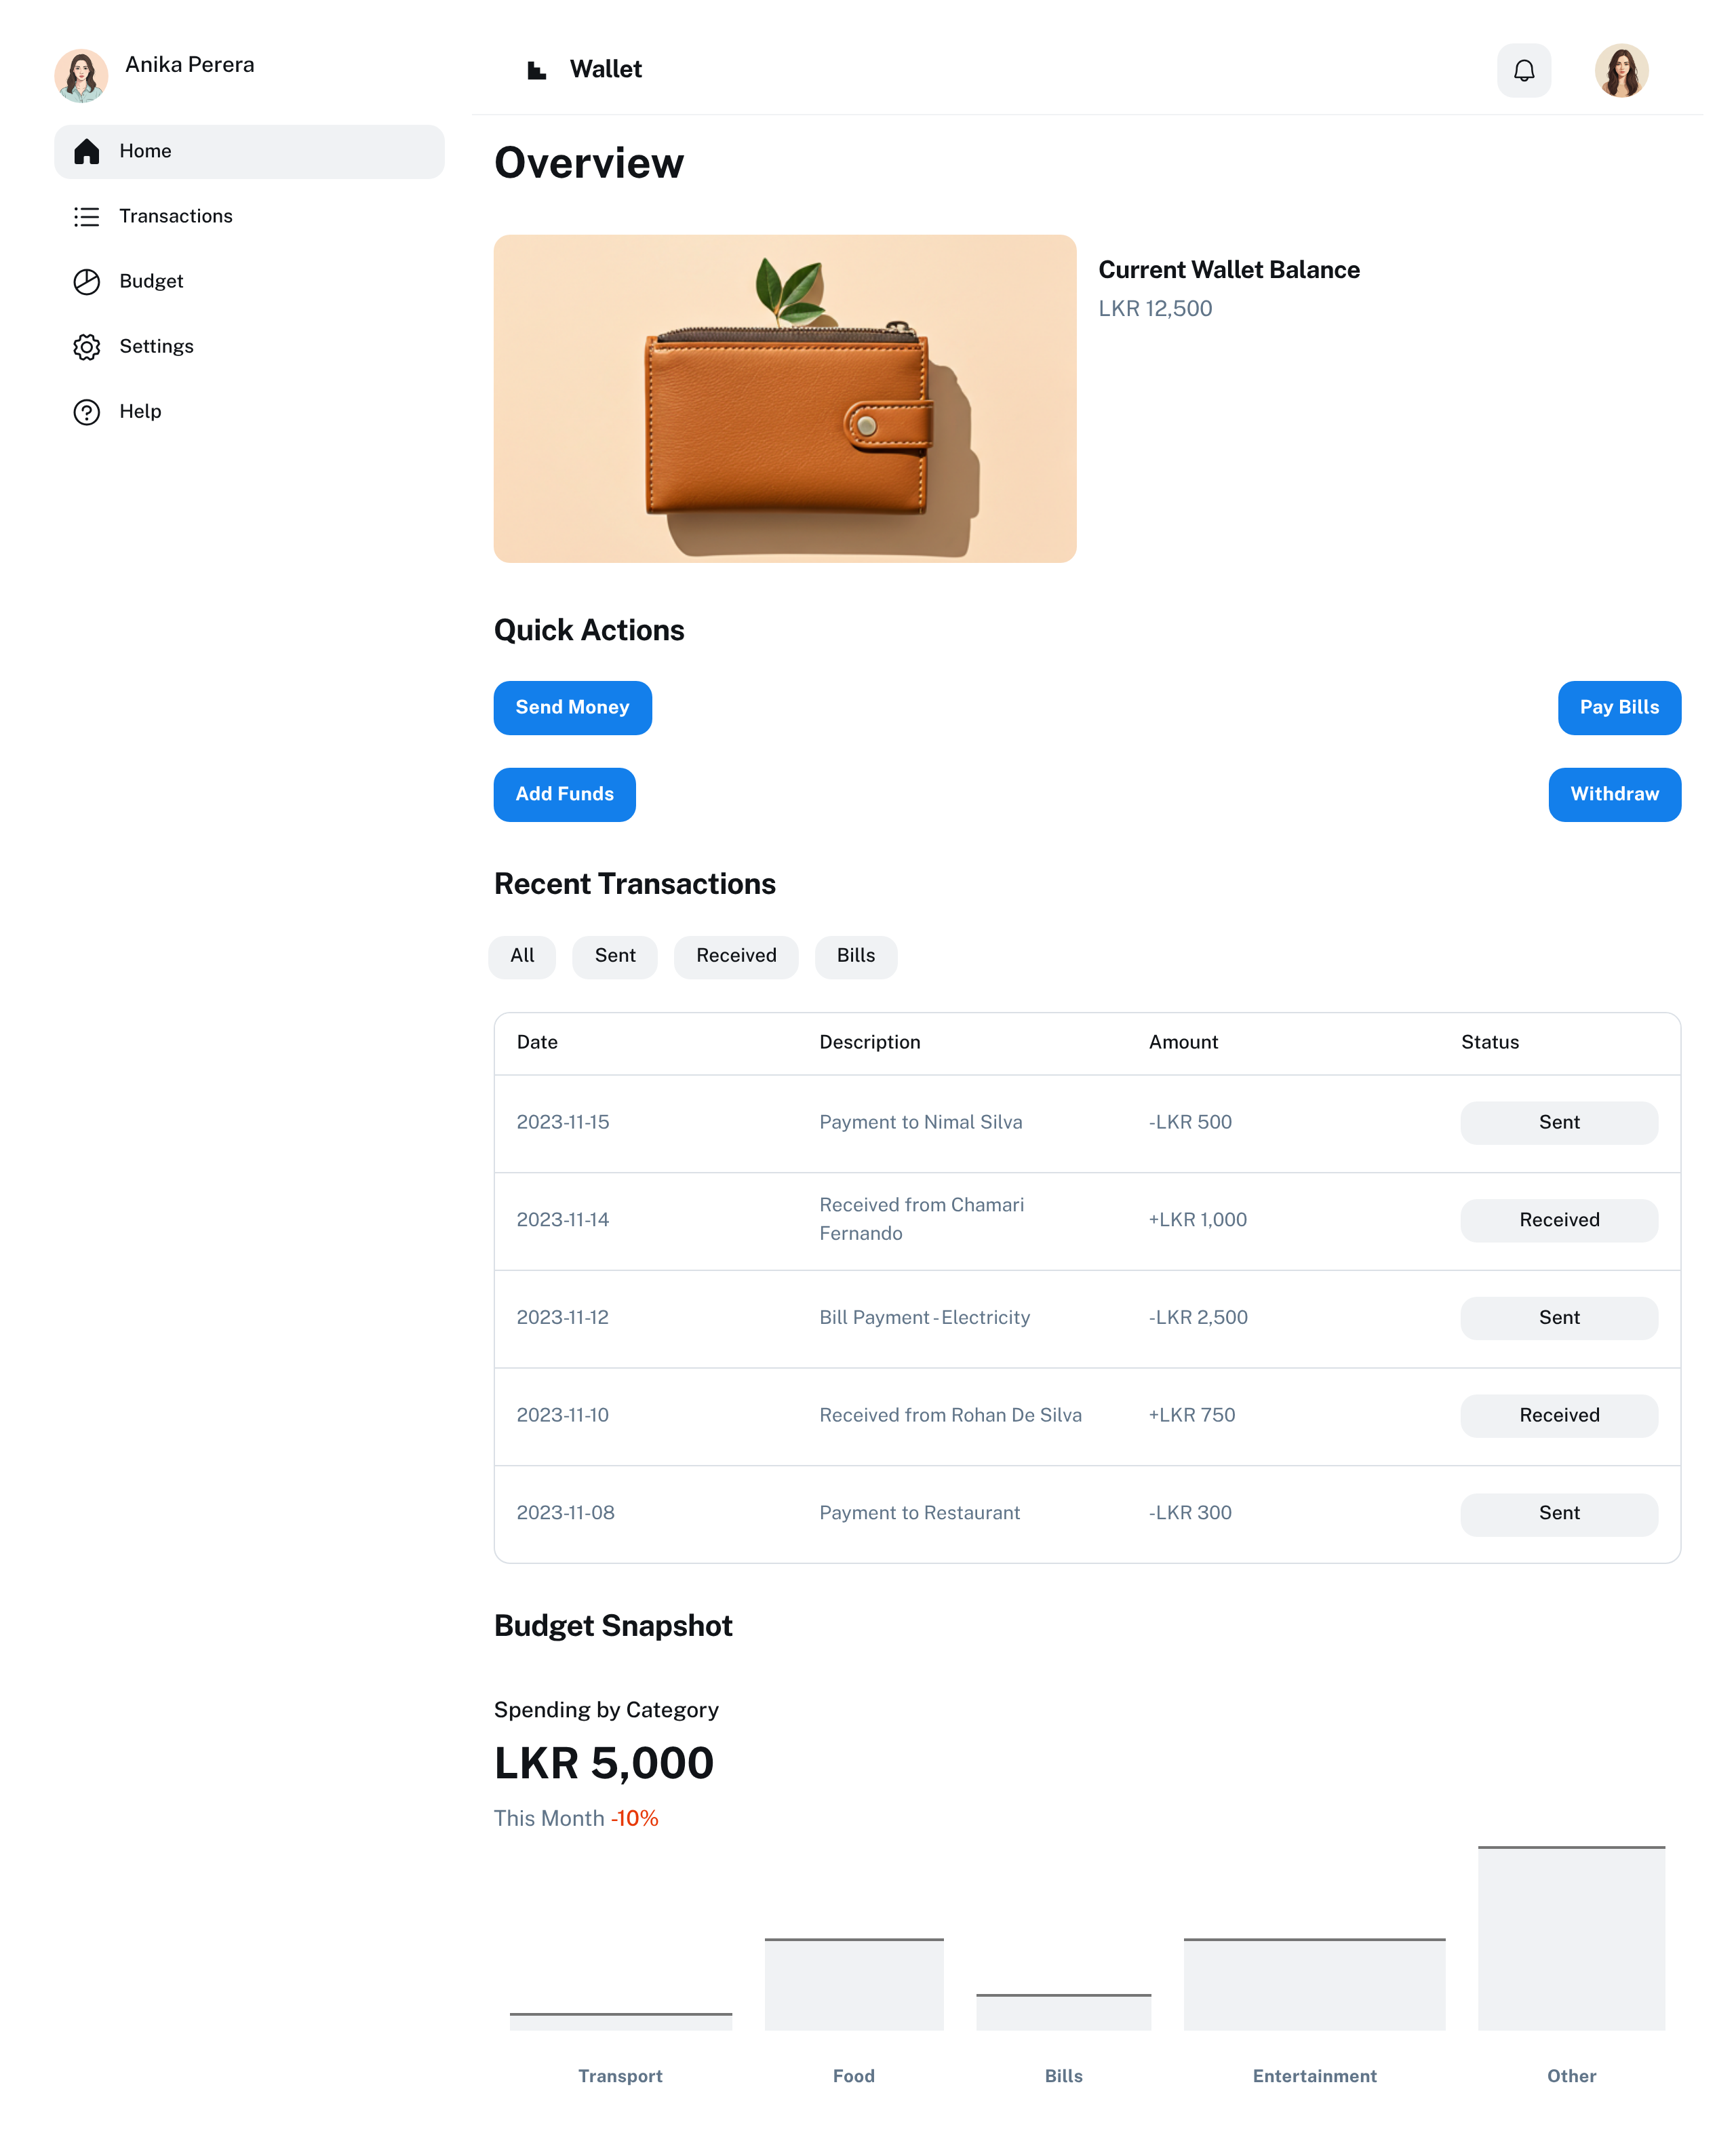 Anika Perera
Home
Transactions
Budget
Settings
Help
Wallet
Overview
Current Wallet Balance
LKR 12,500
Quick Actions
Send Money
Pay Bills
Add Funds
Withdraw
Recent Transactions
All Sent Received Bills
Date Description Amount Status
2023-11-15 Payment to Nimal Silva -LKR 500 Sent
2023-11-14 Received from Chamari
Fernando +LKR 1,000 Received
2023-11-12 Bill Payment - Electricity -LKR 2,500 Sent
2023-11-10 Received from Rohan De Silva +LKR 750 Received
2023-11-08 Payment to Restaurant -LKR 300 Sent
Budget Snapshot
Spending by Category
LKR 5,000
This Month -10%
Transport Food Bills Entertainment Other